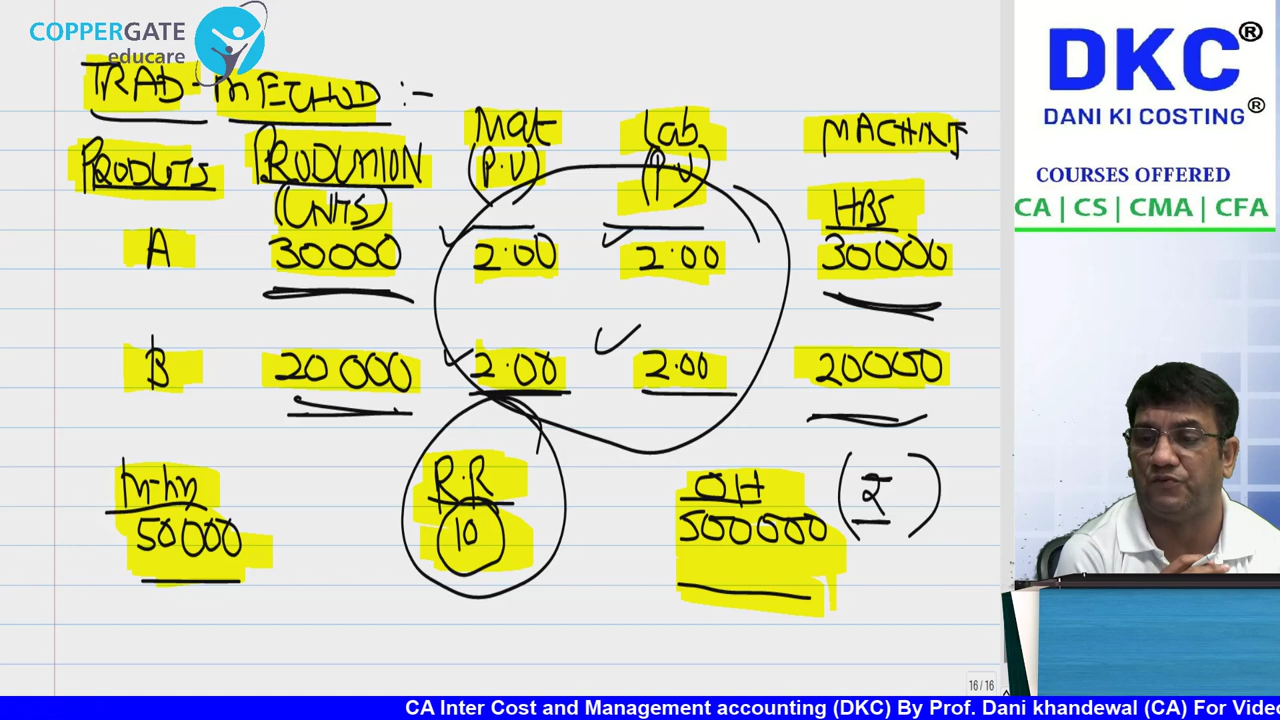 COPPERGATE
educare
TRAD- METHOD :-
PRODUCTS PRODUCTION (UNITS) Mat (P.U) Lab (P.U) MACHINE HRS
A 30000 2.00 2.00 30000
B 20 000 2.00 2.00 20000
R.R OH (₹)
50000 10 500000
16 / 16
DKC®
DANI KI COSTING®
COURSES OFFERED
CA | CS | CMA | CFA
CA Inter Cost and Management accounting (DKC) By Prof. Dani khandewal (CA) For Video